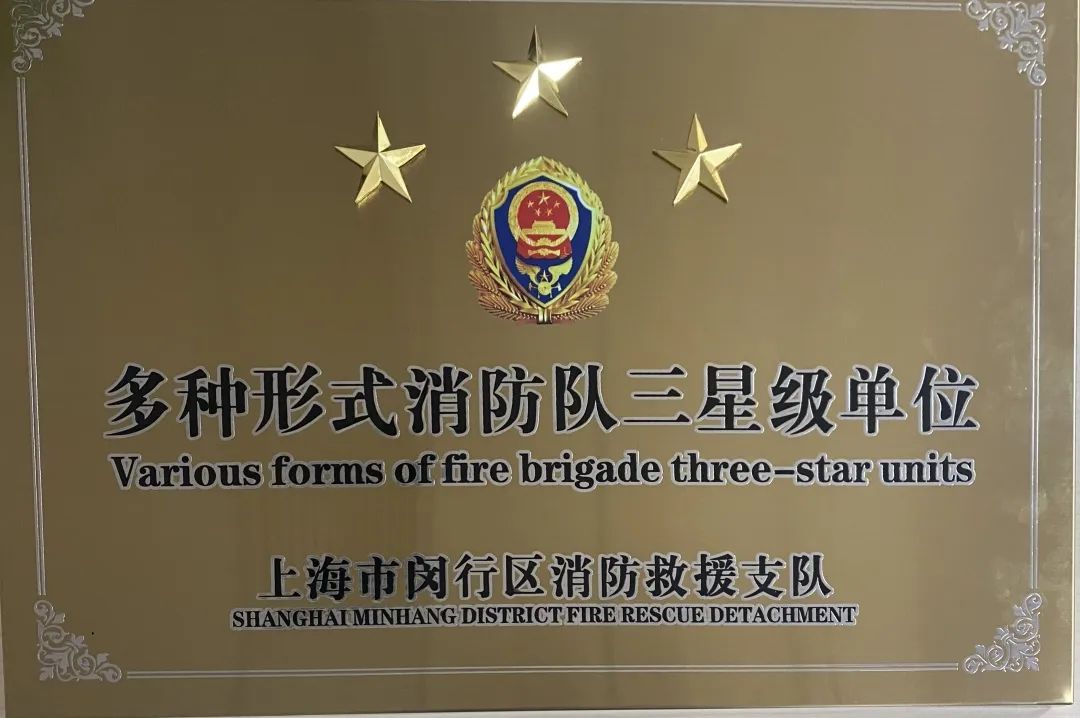 多种形式消防队三星级单位
Various forms of fire brigade three-star units
上海市闵行区消防救援支队
SHANGHAI MINHANG DISTRICT FIRE RESCUE DETACHMENT